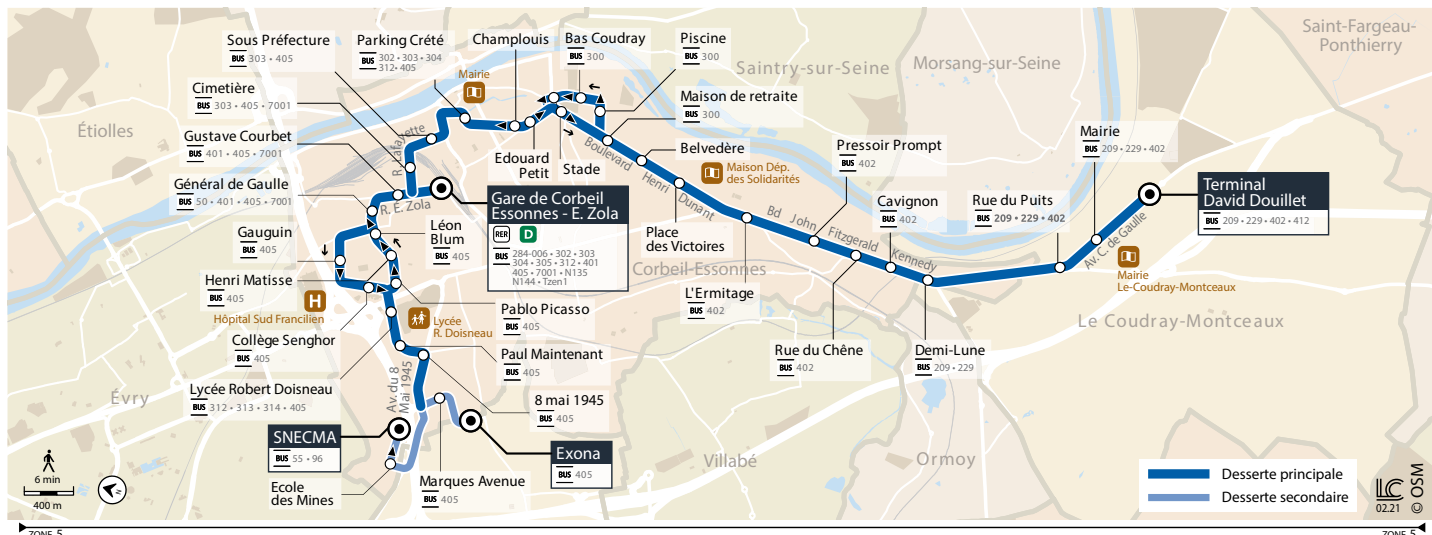 Saint-Fargeau-
Ponthierry
Sous Préfecture
BUS 303 • 405
Parking Crété
BUS 302 • 303 • 304
312 • 405
Champlouis
Bas Coudray
BUS 300
Piscine
BUS 300
Mairie
Saintry-sur-Seine
Morsang-sur-Seine
Cimetière
BUS 303 • 405 • 7001
Maison de retraite
BUS 300
Étiolles
Gustave Courbet
BUS 401 • 405 • 7001
R. Lafayette
Edouard
Petit
Stade
Belvedère
Boulevard Henri Dunant
Maison Dép.
des Solidarités
Pressoir Prompt
BUS 402
Mairie
BUS 209 • 229 • 402
Général de Gaulle
BUS 50 • 401 • 405 • 7001
R. É. Zola
Gare de Corbeil
Essonnes - E. Zola
RER D
BUS 284-006 • 302 • 303
304 • 305 • 312 • 401
405 • 7001 • N135
N144 • Tzen1
Terminal
David Douillet
BUS 209 • 229 • 402 • 412
Cavignon
BUS 402
Rue du Puits
BUS 209 • 229 • 402
Bd John Fitzgerald Kennedy
Av. C. de Gaulle
Gauguin
BUS 405
Léon
Blum
BUS 405
Place
des Victoires
Corbeil-Essonnes
Mairie
Le-Coudray-Montceaux
Henri Matisse
BUS 405
H
Hôpital Sud Francilien
L'Ermitage
BUS 402
Pablo Picasso
BUS 405
Lycée
R. Doisneau
Le Coudray-Montceaux
Collège Senghor
BUS 405
Paul Maintenant
BUS 405
Rue du Chêne
BUS 402
Demi-Lune
BUS 209 • 229
Lycée Robert Doisneau
BUS 312 • 313 • 314 • 405
Av. du 8
Mai 1945
Évry
8 mai 1945
BUS 405
SNECMA
BUS 55 • 96
Exona
BUS 405
Villabé
Ormoy
Ecole
des Mines
Marques Avenue
BUS 405
6 min
400 m
N
Desserte principale
Desserte secondaire
LC
02.21
© OSM
ZONE 5
ZONE 5